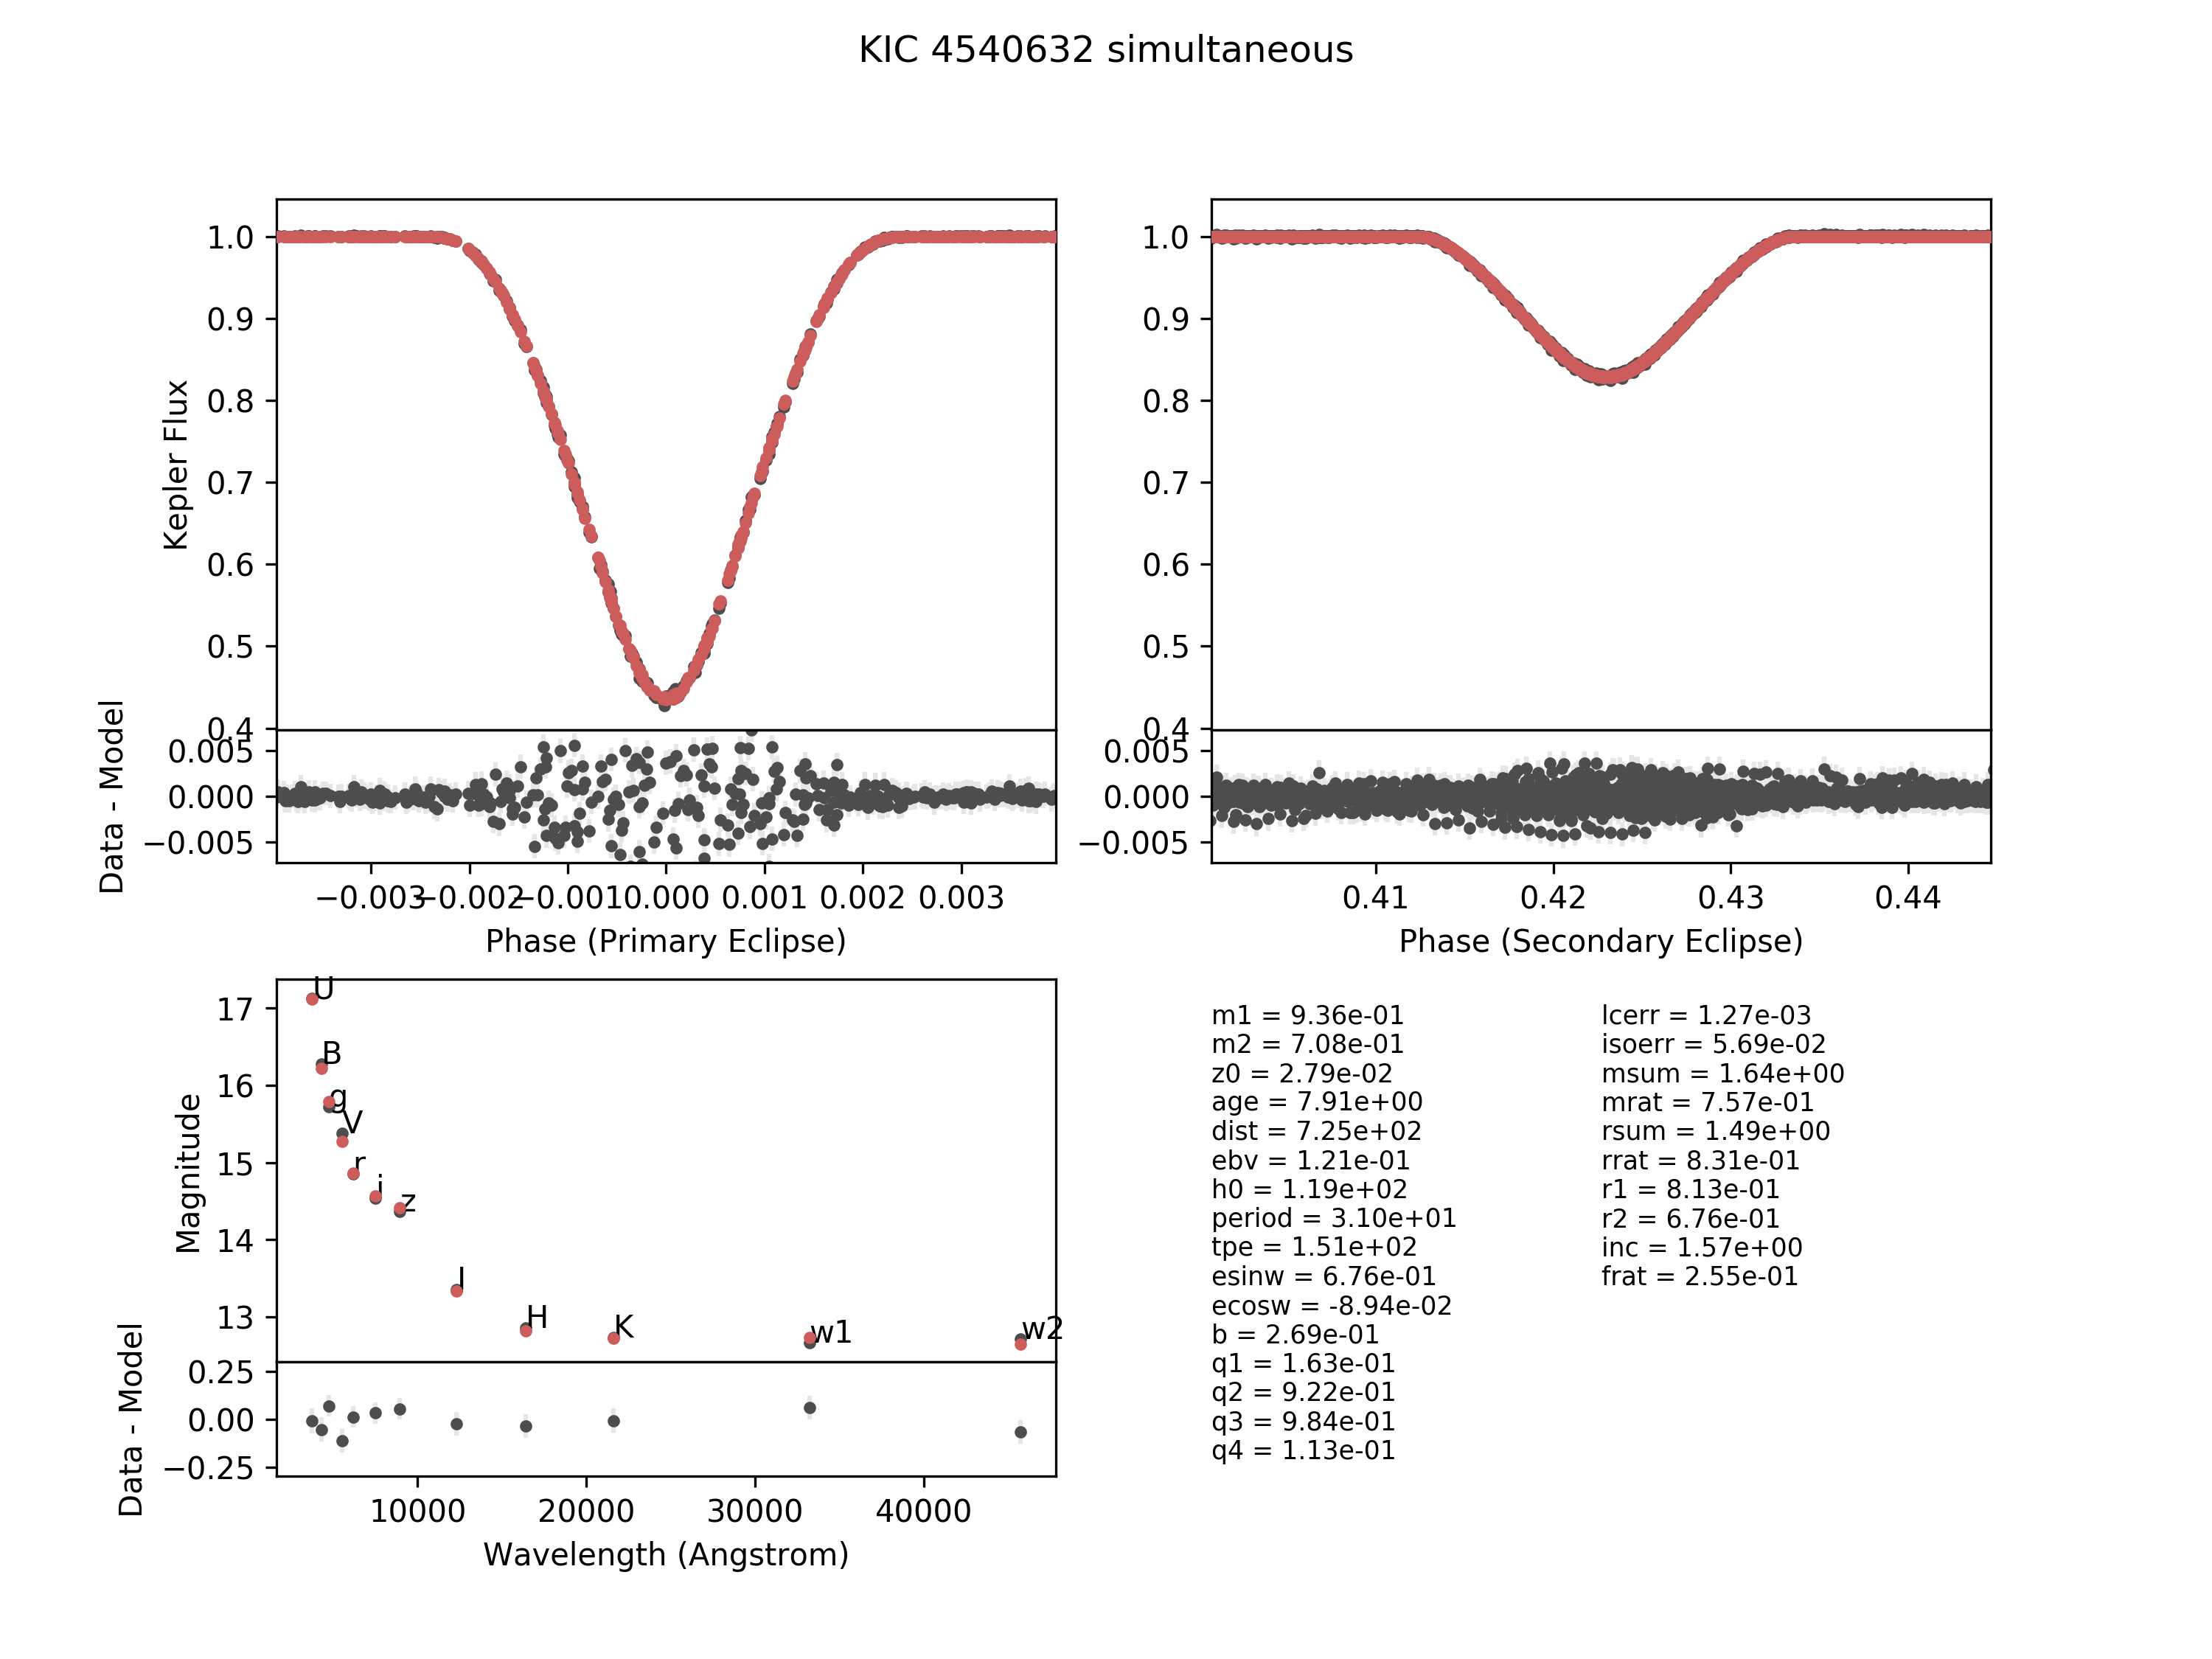 KIC 4540632 simultaneous
Kepler Flux
1.0
0.9
0.8
0.7
0.6
0.5
0.4
Data - Model
0.005
0.000
−0.005
−0.003 −0.002 −0.001 0.000 0.001 0.002 0.003
Phase (Primary Eclipse)
1.0
0.9
0.8
0.7
0.6
0.5
0.4
0.005
0.000
−0.005
0.41 0.42 0.43 0.44
Phase (Secondary Eclipse)
Magnitude
17
16
15
14
13
U
B
g
V
r
i
z
J
H
K
w1
w2
Data - Model
0.25
0.00
−0.25
10000 20000 30000 40000
Wavelength (Angstrom)
m1 = 9.36e-01
m2 = 7.08e-01
z0 = 2.79e-02
age = 7.91e+00
dist = 7.25e+02
ebv = 1.21e-01
h0 = 1.19e+02
period = 3.10e+01
tpe = 1.51e+02
esinw = 6.76e-01
ecosw = -8.94e-02
b = 2.69e-01
q1 = 1.63e-01
q2 = 9.22e-01
q3 = 9.84e-01
q4 = 1.13e-01
lcerr = 1.27e-03
isoerr = 5.69e-02
msum = 1.64e+00
mrat = 7.57e-01
rsum = 1.49e+00
rrat = 8.31e-01
r1 = 8.13e-01
r2 = 6.76e-01
inc = 1.57e+00
frat = 2.55e-01